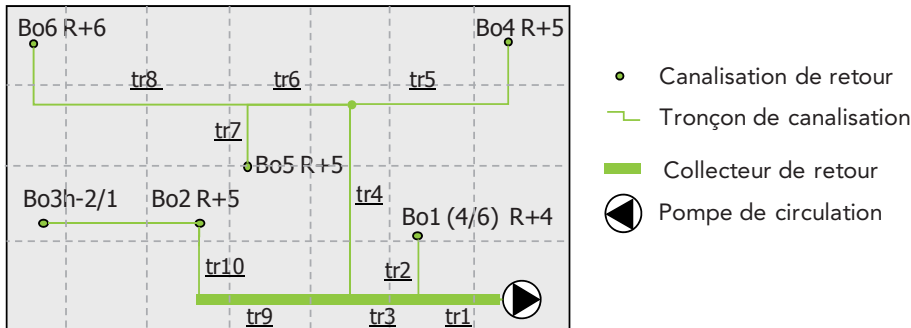 Bo6 R+6
Bo4 R+5
tr8
tr6
tr5
tr7
Bo5 R+5
Bo3h-2/1
Bo2 R+5
tr4
Bo1 (4/6) R+4
tr10
tr2
tr9
tr3
tr1
Canalisation de retour
Tronçon de canalisation
Collecteur de retour
Pompe de circulation